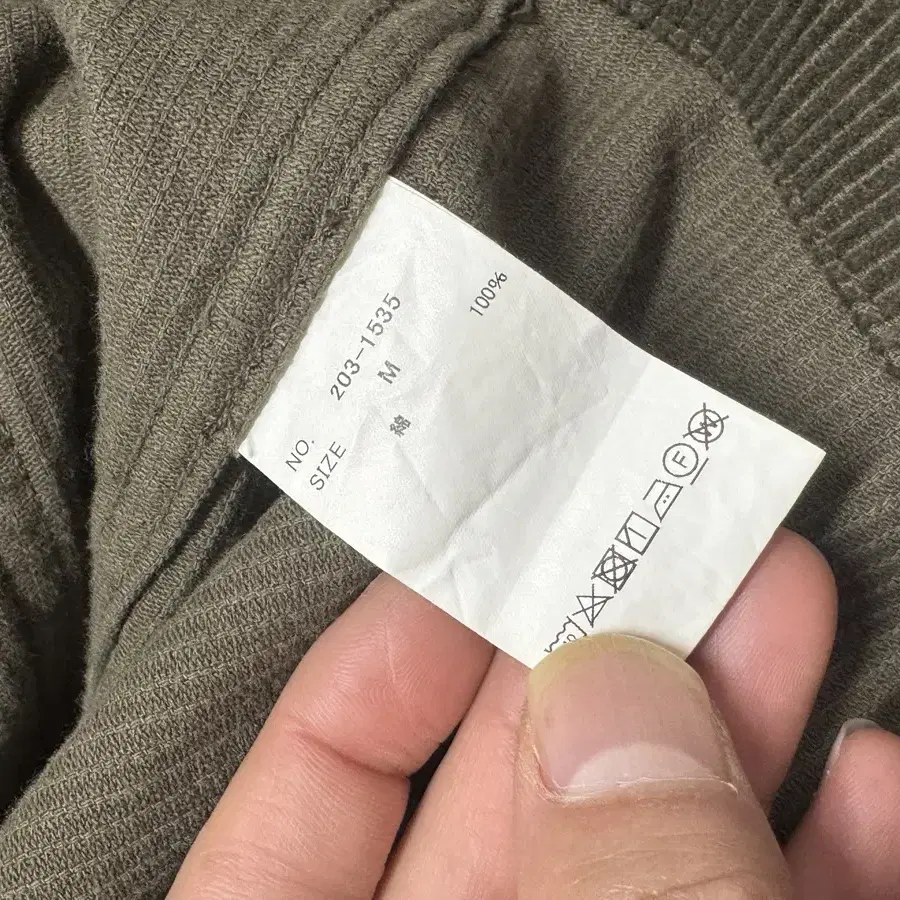 NO. 203-1535
SIZE M
綿 100%
F
W